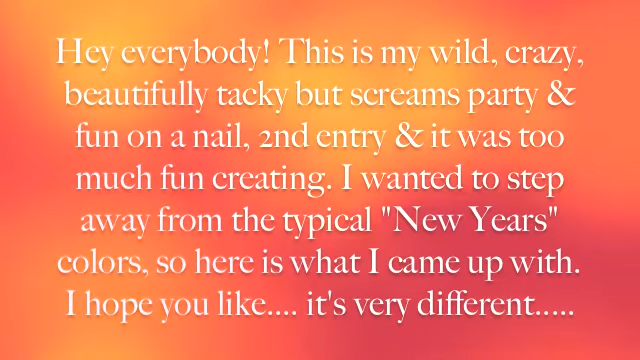 Hey everybody! This is my wild, crazy,
beautifully tacky but screams party &
fun on a nail, 2nd entry & it was too
much fun creating. I wanted to step
away from the typical "New Years"
colors, so here is what I came up with.
I hope you like.... it's very different.....